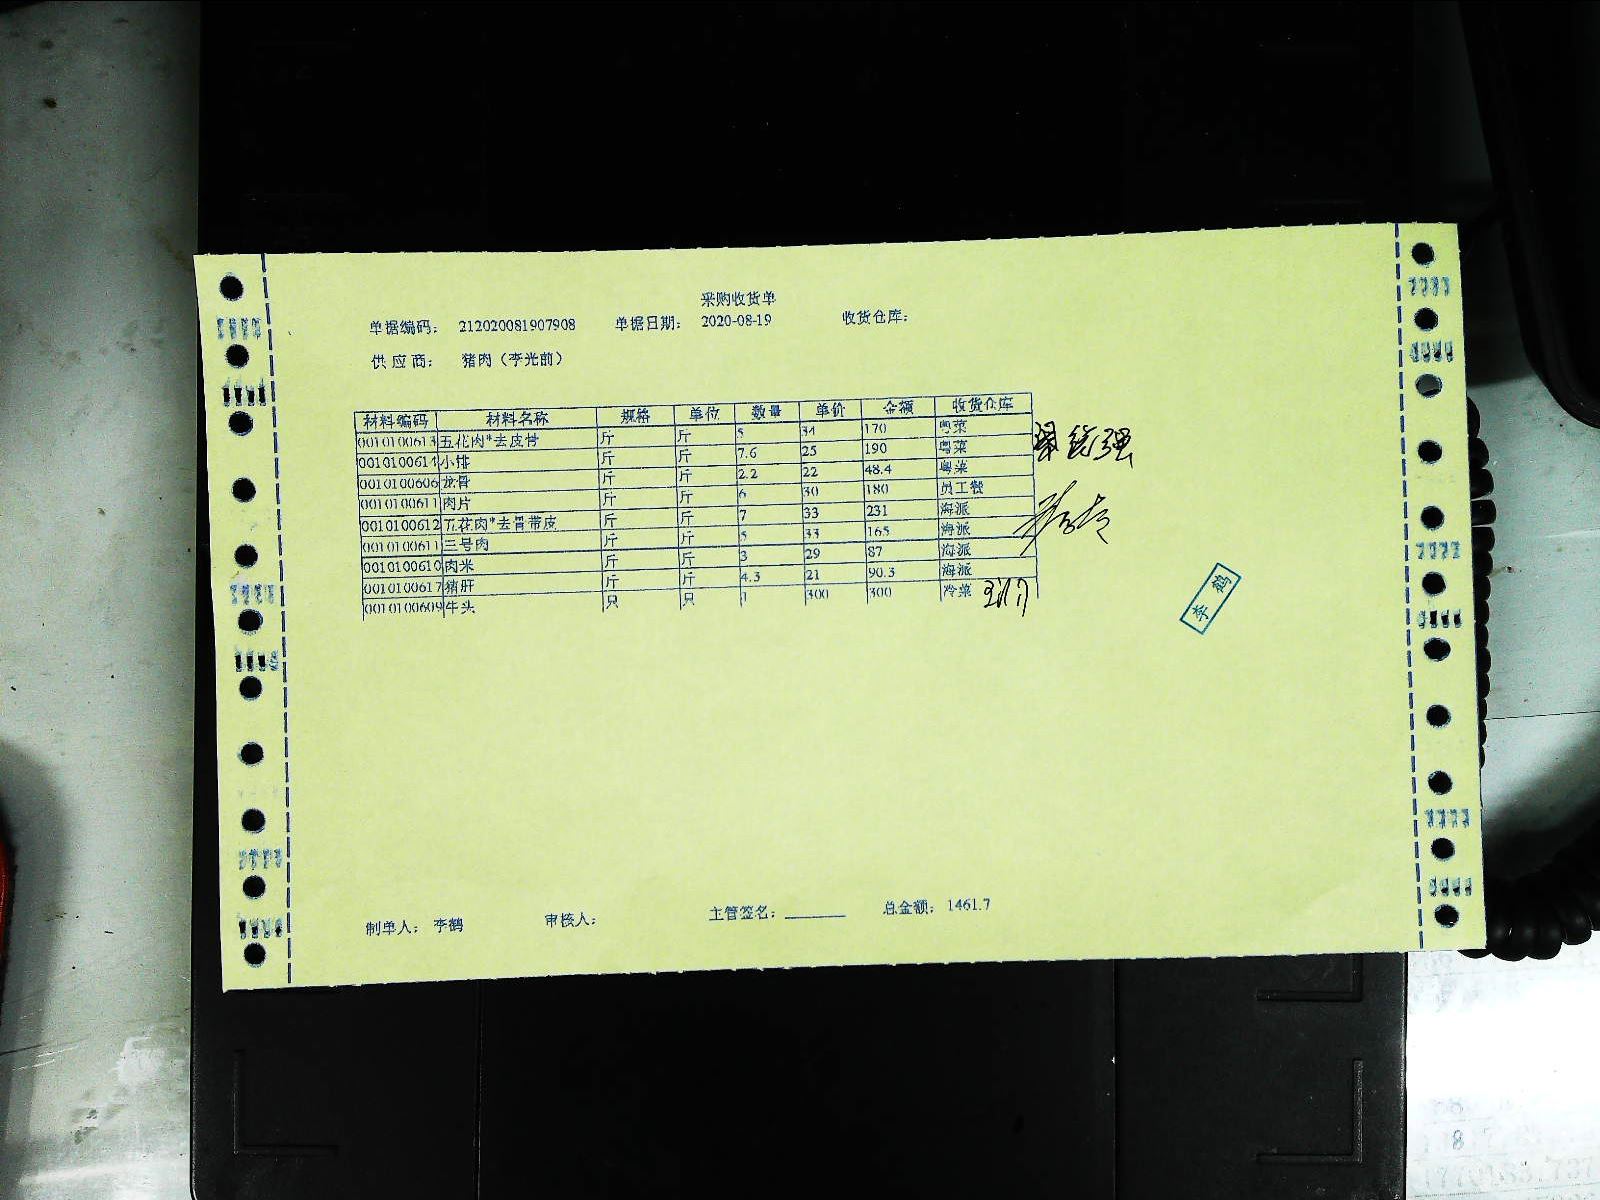 采购收货单
单据编码： 212020081907908 单据日期： 2020-08-19 收货仓库：
供应商： 猪肉（李光前）
材料编码 材料名称 规格 单位 数量 单价 金额 收货仓库
0010100613 五花肉*去皮骨 斤 斤 5 34 170 粤菜
0010100614 小排 斤 斤 7.6 25 190 粤菜
0010100606 龙骨 斤 斤 2.2 22 48.4 粤菜
0010100611 肉片 斤 斤 6 30 180 员工餐
0010100612 五花肉*去骨带皮 斤 斤 7 33 231 海派
0010100611 三号肉 斤 斤 5 33 165 海派
0010100610 肉米 斤 斤 3 29 87 海派
0010100617 猪肝 斤 斤 4.3 21 90.3 海派
0010100609 牛头 只 只 1 300 300 冷菜
李鹤
制单人： 李鹤 审核人： 主管签名： 总金额： 1461.7